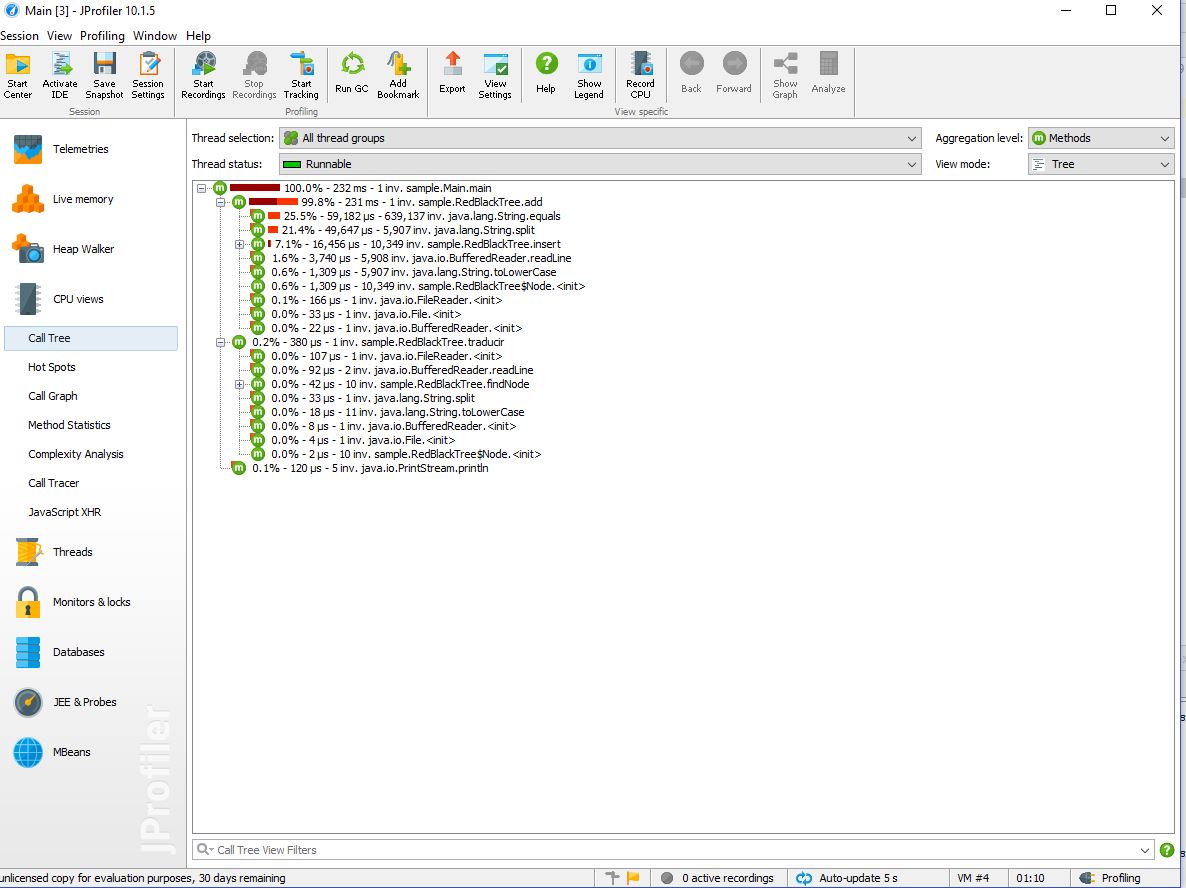 Main [3] - JProfiler 10.1.5
Session View Profiling Window Help
Start Center
Activate IDE
Save Snapshot
Session Settings
Start Recordings
Stop Recordings
Start Tracking
Run GC
Add Bookmark
Export
View Settings
Help
Show Legend
Record CPU
Back
Forward
Show Graph
Analyze
Session
Profiling
View specific
Telemetries
Live memory
Heap Walker
CPU views
Call Tree
Hot Spots
Call Graph
Method Statistics
Complexity Analysis
Call Tracer
JavaScript XHR
Threads
Monitors & locks
Databases
JEE & Probes
MBeans
JProfiler
Thread selection: All thread groups
Aggregation level: Methods
Thread status: Runnable
View mode: Tree
100.0% - 232 ms - 1 inv. sample.Main.main
99.8% - 231 ms - 1 inv. sample.RedBlackTree.add
25.5% - 59,182 µs - 639,137 inv. java.lang.String.equals
21.4% - 49,647 µs - 5,907 inv. java.lang.String.split
7.1% - 16,456 µs - 10,349 inv. sample.RedBlackTree.insert
1.6% - 3,740 µs - 5,908 inv. java.io.BufferedReader.readLine
0.6% - 1,309 µs - 5,907 inv. java.lang.String.toLowerCase
0.6% - 1,309 µs - 10,349 inv. sample.RedBlackTree$Node.<init>
0.1% - 166 µs - 1 inv. java.io.FileReader.<init>
0.0% - 33 µs - 1 inv. java.io.File.<init>
0.0% - 22 µs - 1 inv. java.io.BufferedReader.<init>
0.2% - 380 µs - 1 inv. sample.RedBlackTree.traducir
0.0% - 107 µs - 1 inv. java.io.FileReader.<init>
0.0% - 92 µs - 2 inv. java.io.BufferedReader.readLine
0.0% - 42 µs - 10 inv. sample.RedBlackTree.findNode
0.0% - 33 µs - 1 inv. java.lang.String.split
0.0% - 18 µs - 11 inv. java.lang.String.toLowerCase
0.0% - 8 µs - 1 inv. java.io.BufferedReader.<init>
0.0% - 4 µs - 1 inv. java.io.File.<init>
0.0% - 2 µs - 10 inv. sample.RedBlackTree$Node.<init>
0.1% - 120 µs - 5 inv. java.io.PrintStream.println
Call Tree View Filters
unlicensed copy for evaluation purposes, 30 days remaining
0 active recordings
Auto-update 5 s
VM #4
01:10
Profiling